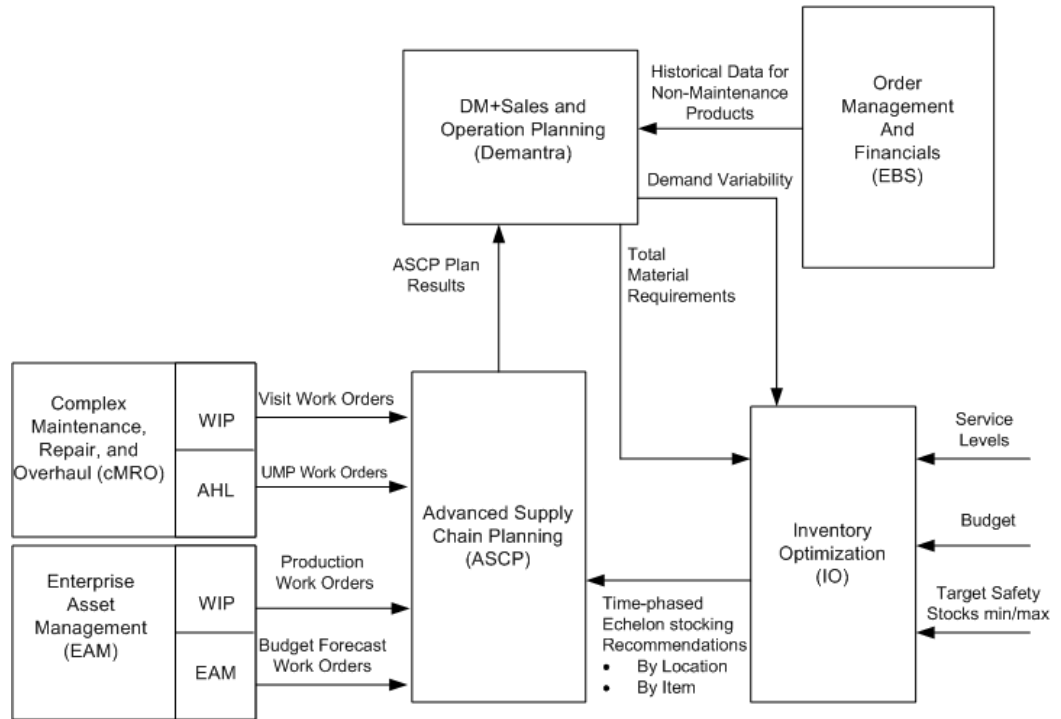 DM+Sales and
Operation Planning
(Demantra)
Historical Data for
Non-Maintenance
Products
Order
Management
And
Financials
(EBS)
Demand Variability
ASCP Plan
Results
Total
Material
Requirements
Complex
Maintenance,
Repair, and
Overhaul (cMRO)
WIP
AHL
Visit Work Orders
UMP Work Orders
Enterprise
Asset
Management
(EAM)
WIP
EAM
Production
Work Orders
Budget Forecast
Work Orders
Advanced Supply
Chain Planning
(ASCP)
Time-phased
Echelon stocking
Recommendations
• By Location
• By Item
Inventory
Optimization
(IO)
Service
Levels
Budget
Target Safety
Stocks min/max